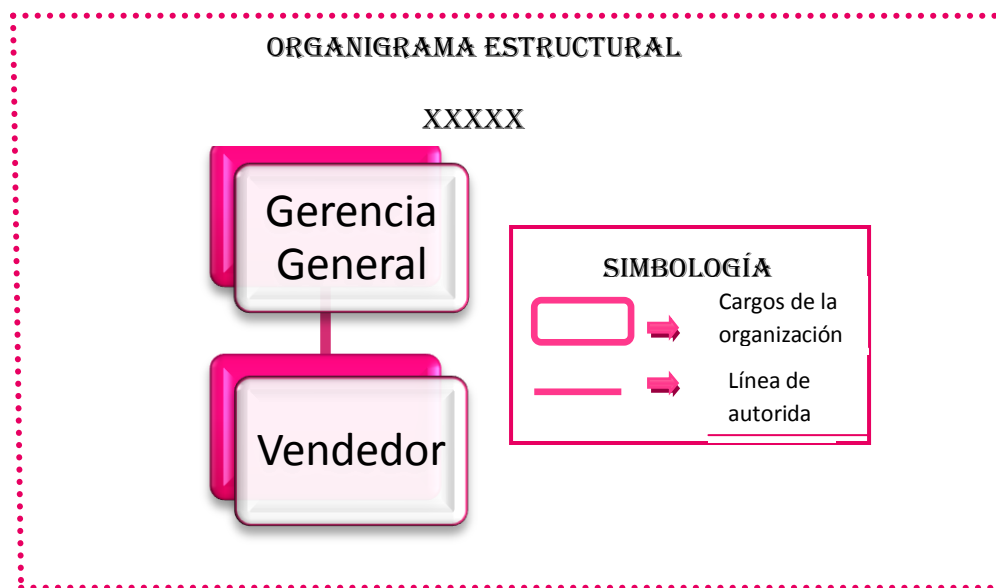 ORGANIGRAMA ESTRUCTURAL
XXXXX
Gerencia
General
Vendedor
SIMBOLOGÍA
Cargos de la
organización
Línea de
autorida